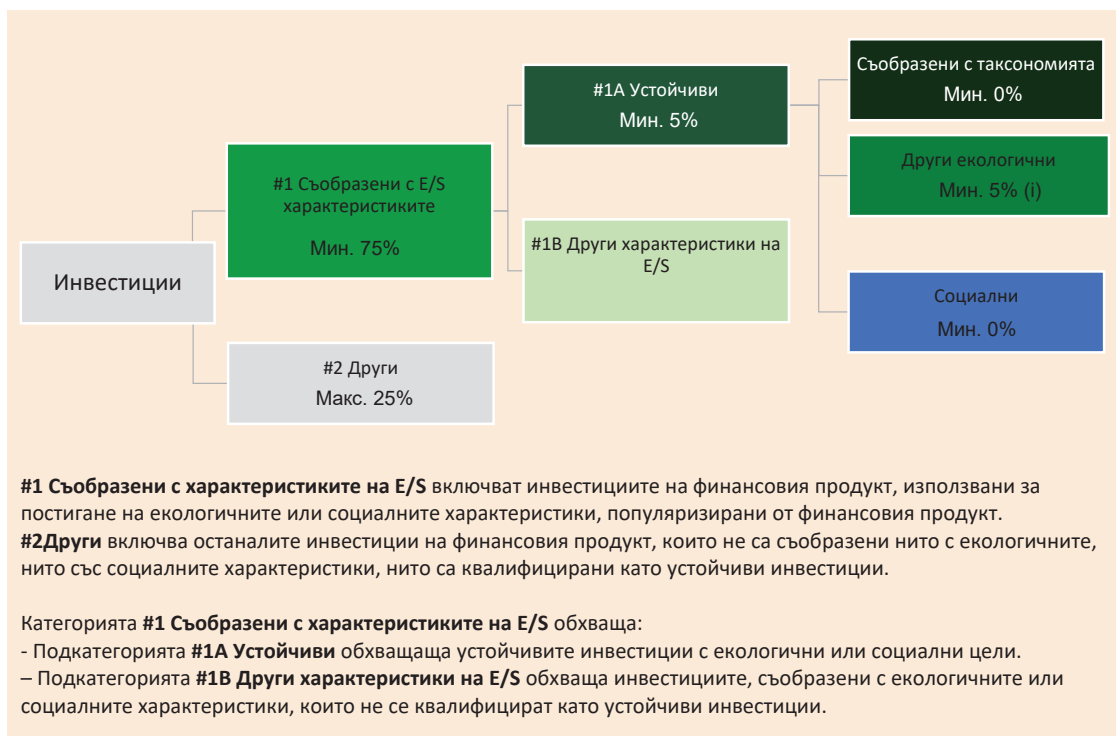 Инвестиции
#1 Съобразени с E/S
характеристиките
Мин. 75%
#2 Други
Макс. 25%
#1A Устойчиви
Мин. 5%
#1B Други характеристики на
E/S
Съобразени с таксономията
Мин. 0%
Други екологични
Мин. 5% (i)
Социални
Мин. 0%
#1 Съобразени с характеристиките на E/S включват инвестициите на финансовия продукт, използвани за
постигане на екологичните или социалните характеристики, популяризирани от финансовия продукт.
#2Други включва останалите инвестиции на финансовия продукт, които не са съобразени нито с екологичните,
нито със социалните характеристики, нито са квалифицирани като устойчиви инвестиции.
Категорията #1 Съобразени с характеристиките на E/S обхваща:
- Подкатегорията #1A Устойчиви обхващаща устойчивите инвестиции с екологични или социални цели.
– Подкатегорията #1B Други характеристики на E/S обхваща инвестициите, съобразени с екологичните или
социалните характеристики, които не се квалифицират като устойчиви инвестиции.